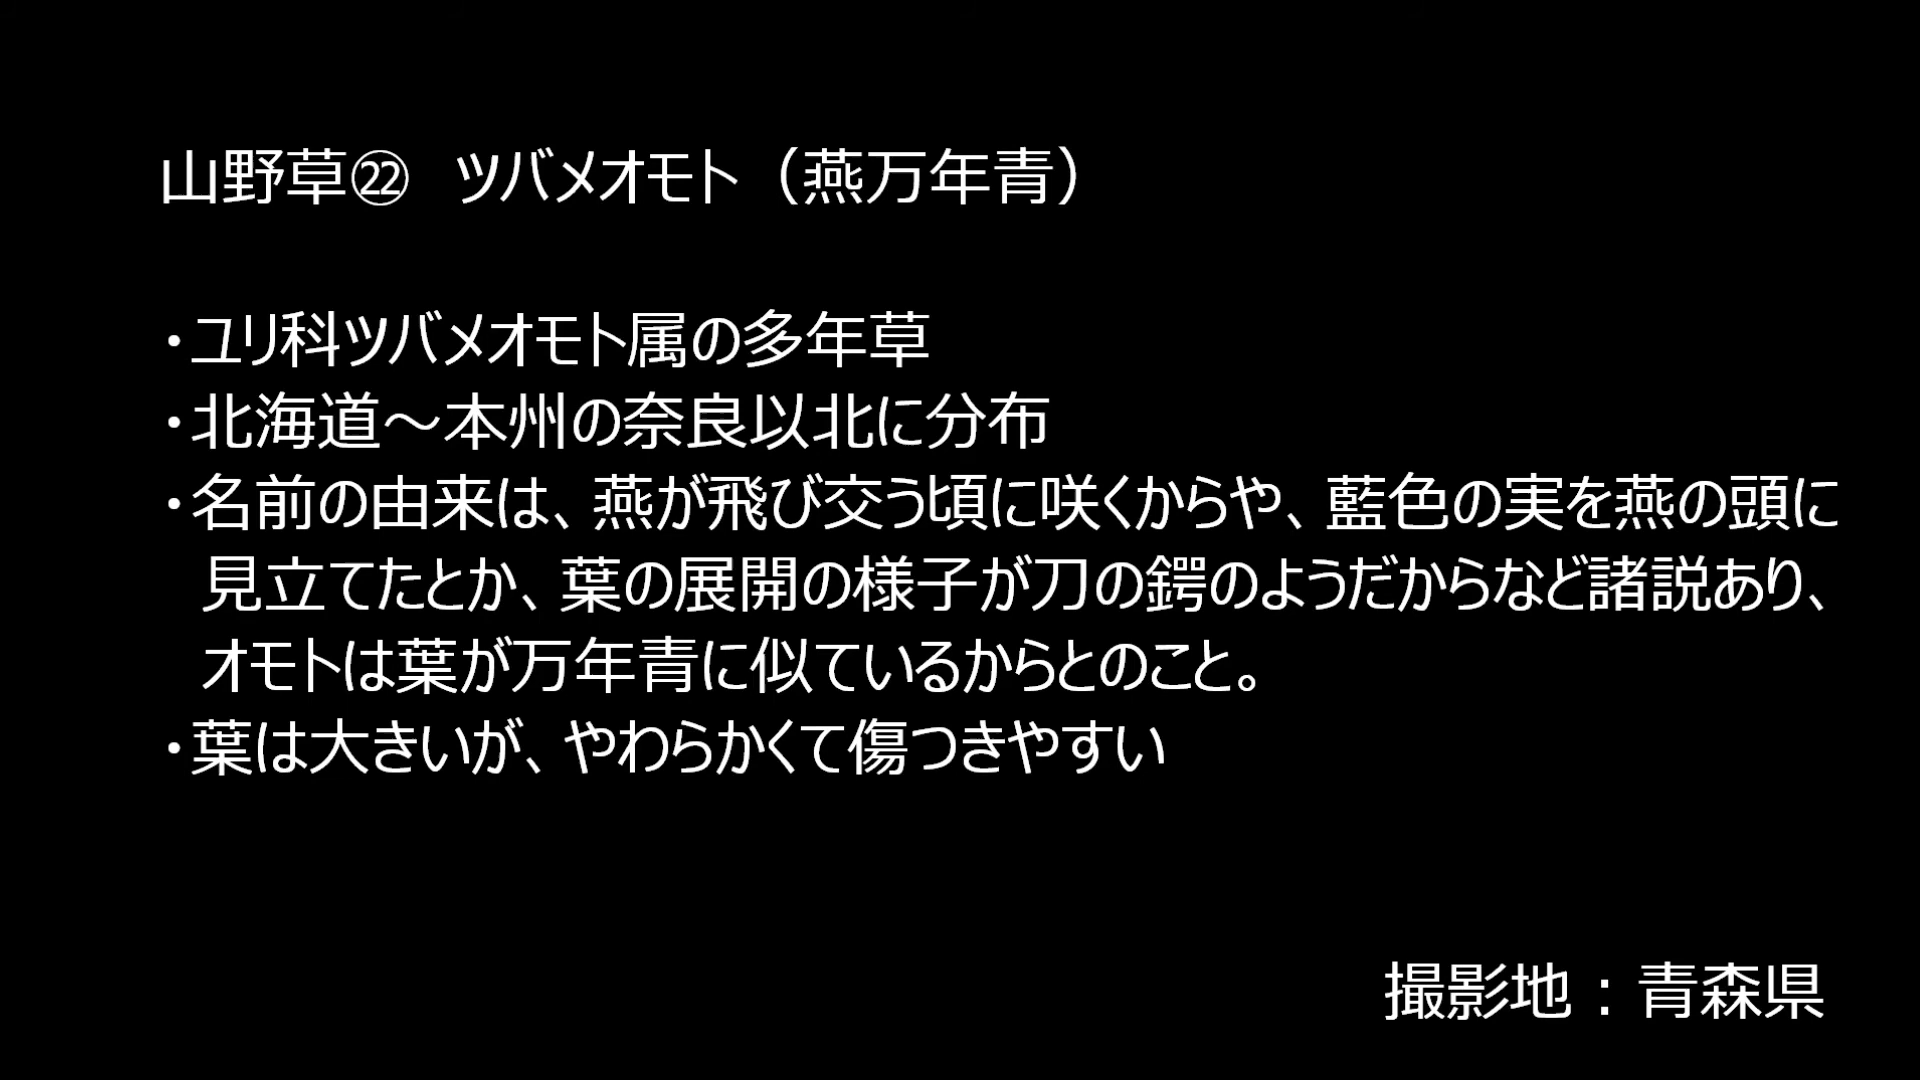 山野草㉒　ツバメオモト（燕万年青）
・ユリ科ツバメオモト属の多年草
・北海道～本州の奈良以北に分布
・名前の由来は、燕が飛び交う頃に咲くからや、藍色の実を燕の頭に
見立てたとか、葉の展開の様子が刀の鍔のようだからなど諸説あり、
オモトは葉が万年青に似ているからとのこと。
・葉は大きいが、やわらかくて傷つきやすい
撮影地：青森県